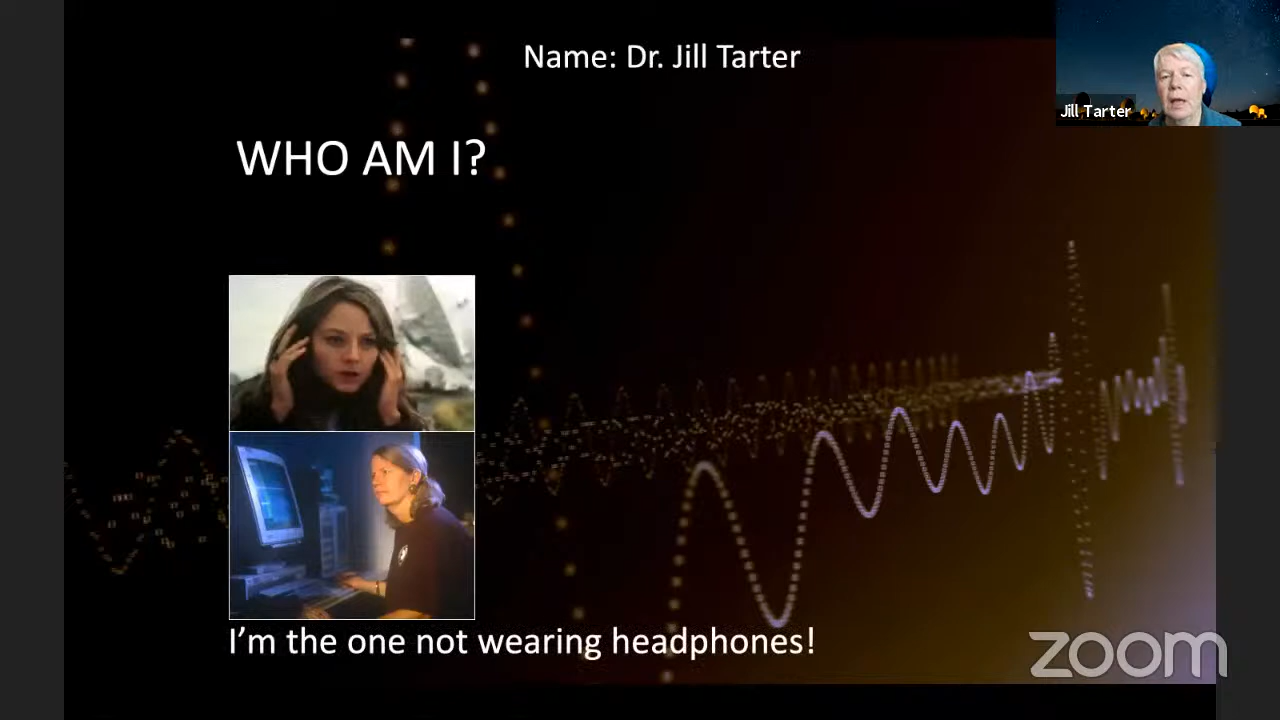 Name: Dr. Jill Tarter
Jill Tarter
WHO AM I?
I'm the one not wearing headphones!
zoom